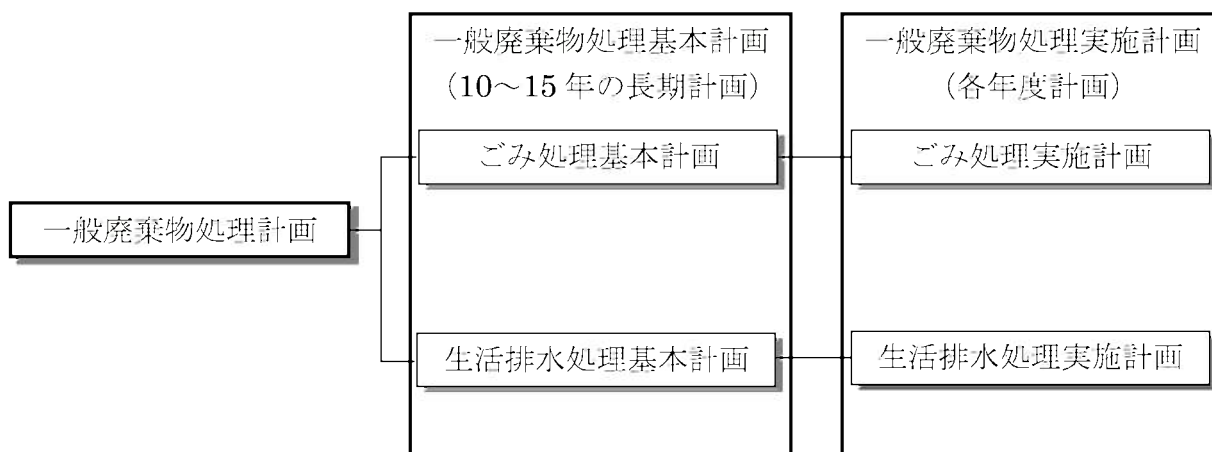 一般廃棄物処理計画
一般廃棄物処理基本計画
(10～15 年の長期計画)
ごみ処理基本計画
生活排水処理基本計画
一般廃棄物処理実施計画
(各年度計画)
ごみ処理実施計画
生活排水処理実施計画